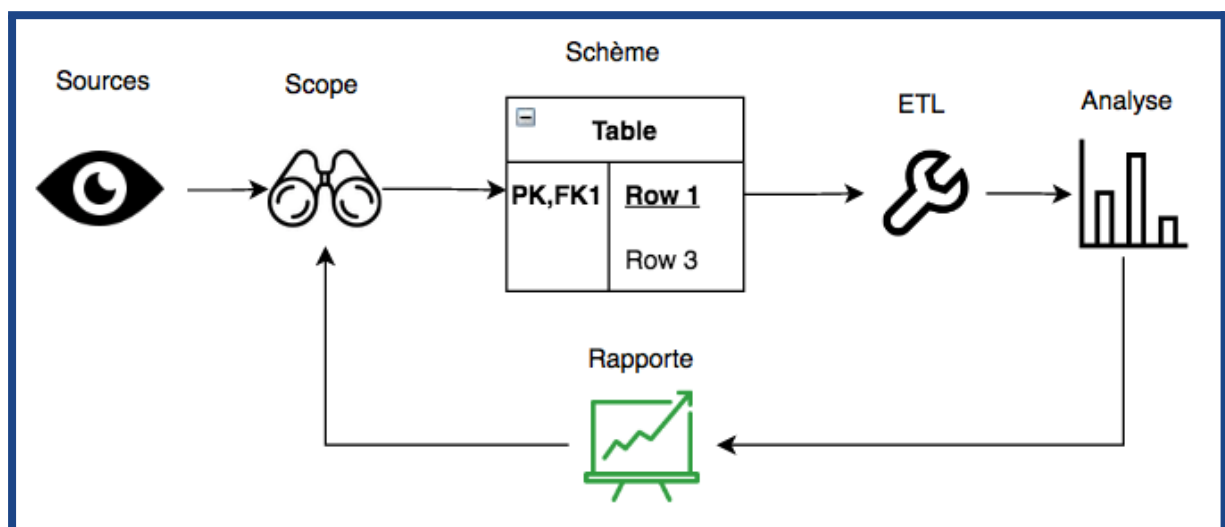 Sources
Scope
Schème
Table
PK,FK1
Row 1
Row 3
ETL
Analyse
Rapporte